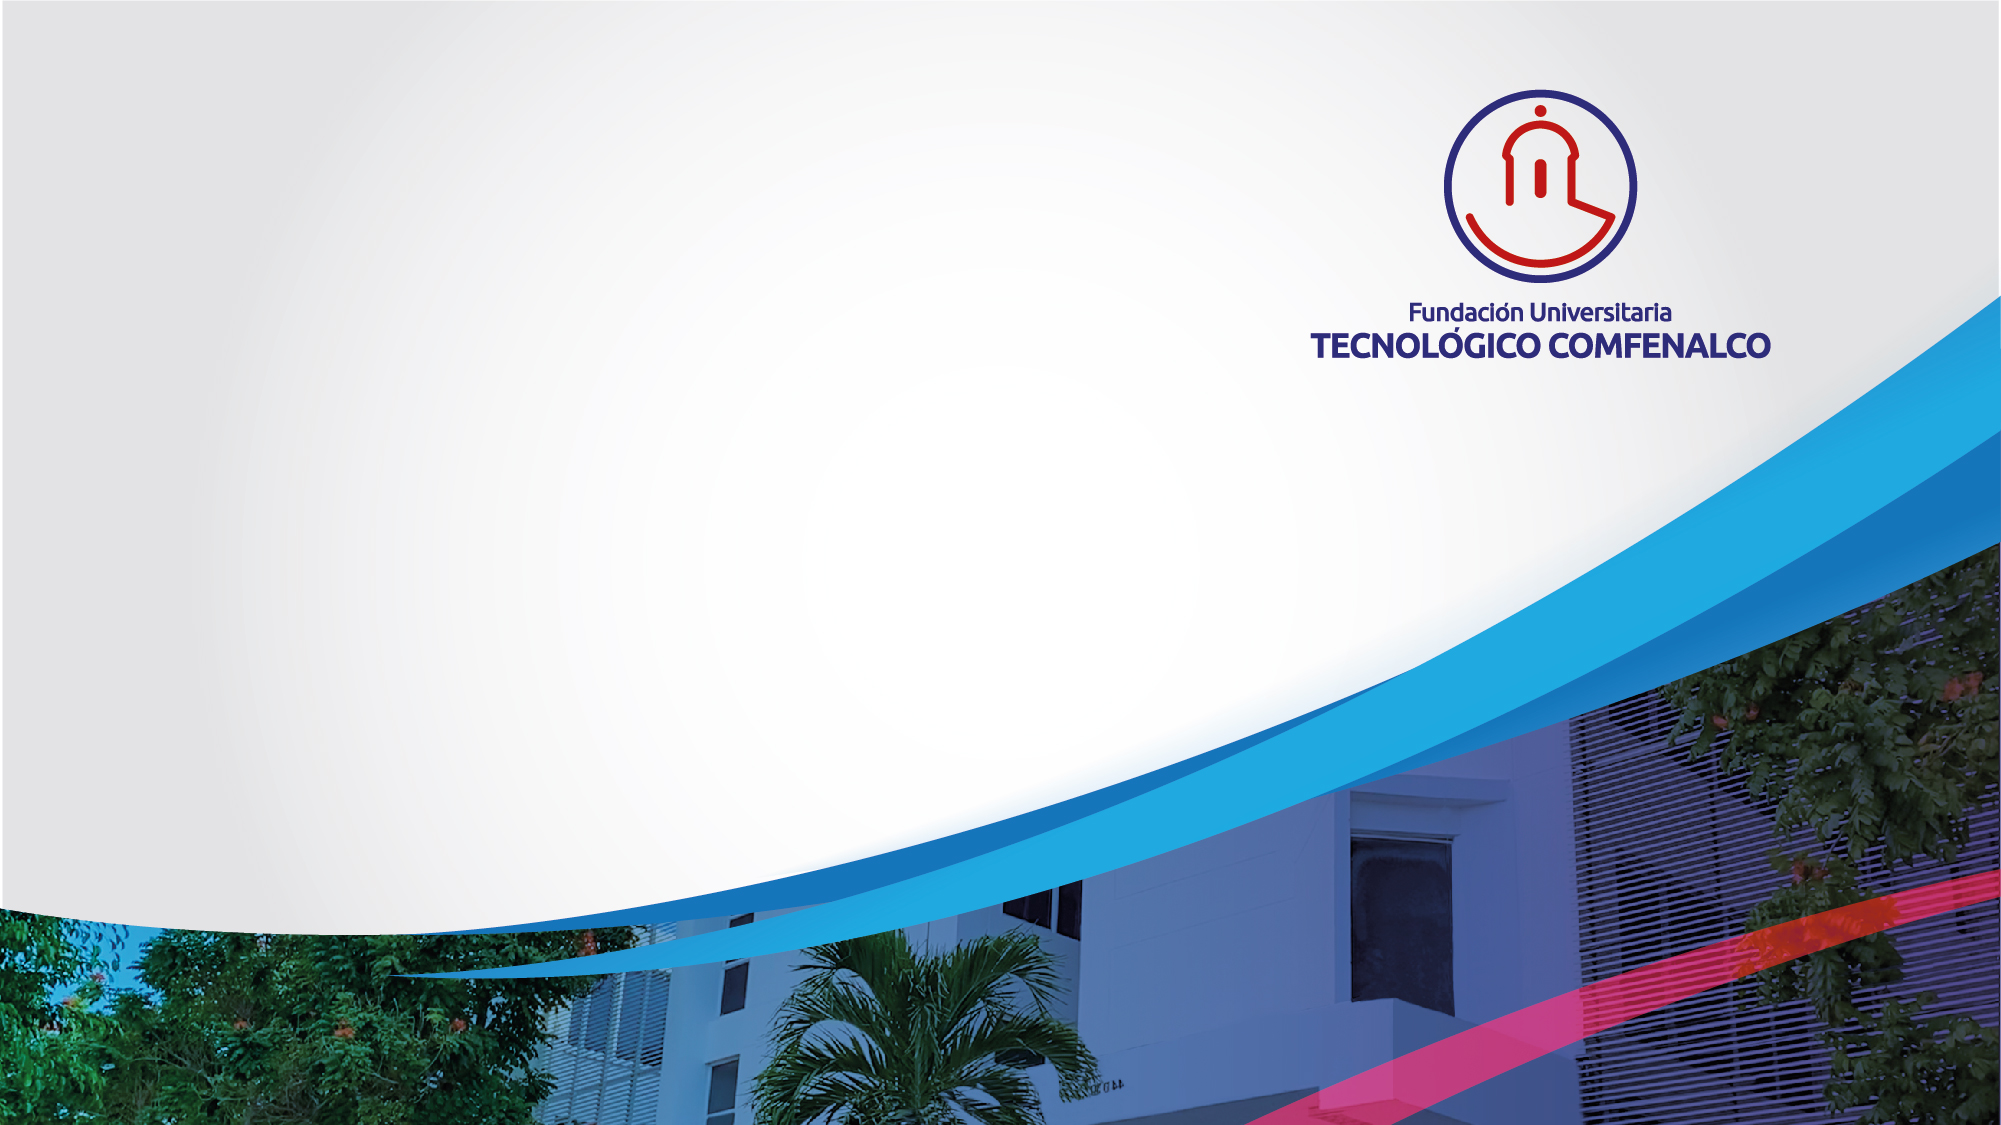 Fundación Universitaria
TECNOLÓGICO COMFENALCO